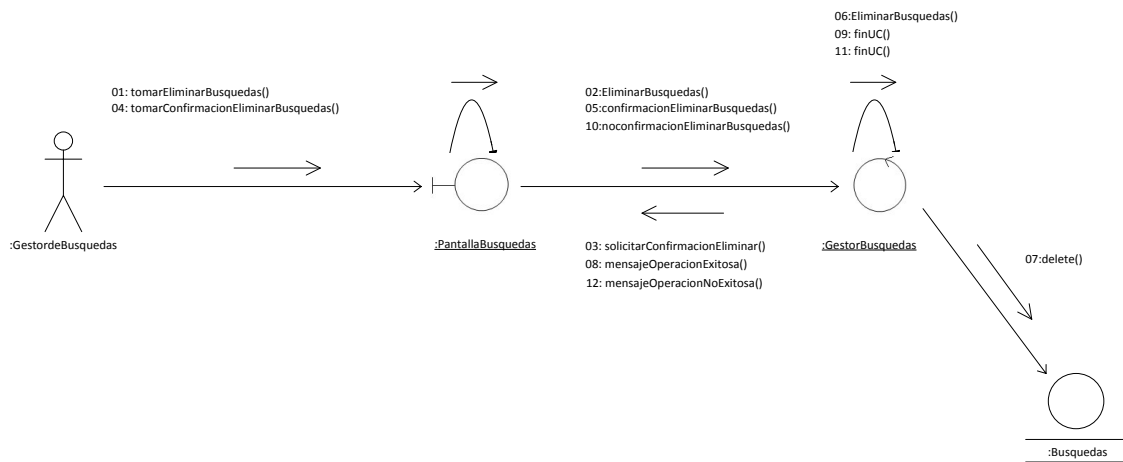 06:EliminarBusquedas()
09: finUC()
11: finUC()
01: tomarEliminarBusquedas()
04: tomarConfirmacionEliminarBusquedas()
02:EliminarBusquedas()
05:confirmacionEliminarBusquedas()
10:noconfirmacionEliminarBusquedas()
:GestordeBusquedas
:PantallaBusquedas
03: solicitarConfirmacionEliminar()
08: mensajeOperacionExitosa()
12: mensajeOperacionNoExitosa()
:GestorBusquedas
07:delete()
:Busquedas